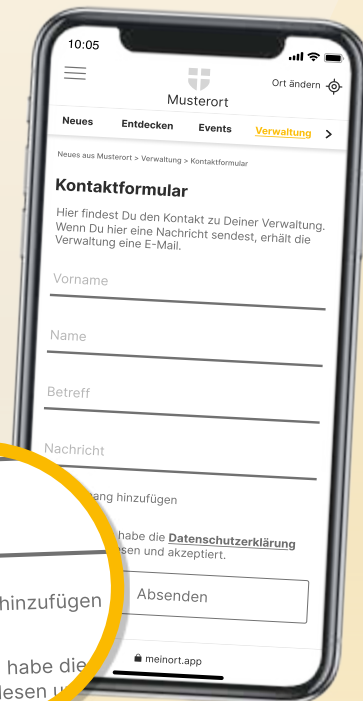 10:05
Ort ändern
Musterort
Neues Entdecken Events Verwaltung >
Neues aus Musterort > Verwaltung > Kontaktformular
Kontaktformular
Hier findest Du den Kontakt zu Deiner Verwaltung.
Wenn Du hier eine Nachricht sendest, erhält die
Verwaltung eine E-Mail.
Vorname
Name
Betreff
Nachricht
hinzufügen
habe die Datenschutzerklärung
und akzeptiert.
Absenden
meinort.app
hinzufügen
habe die